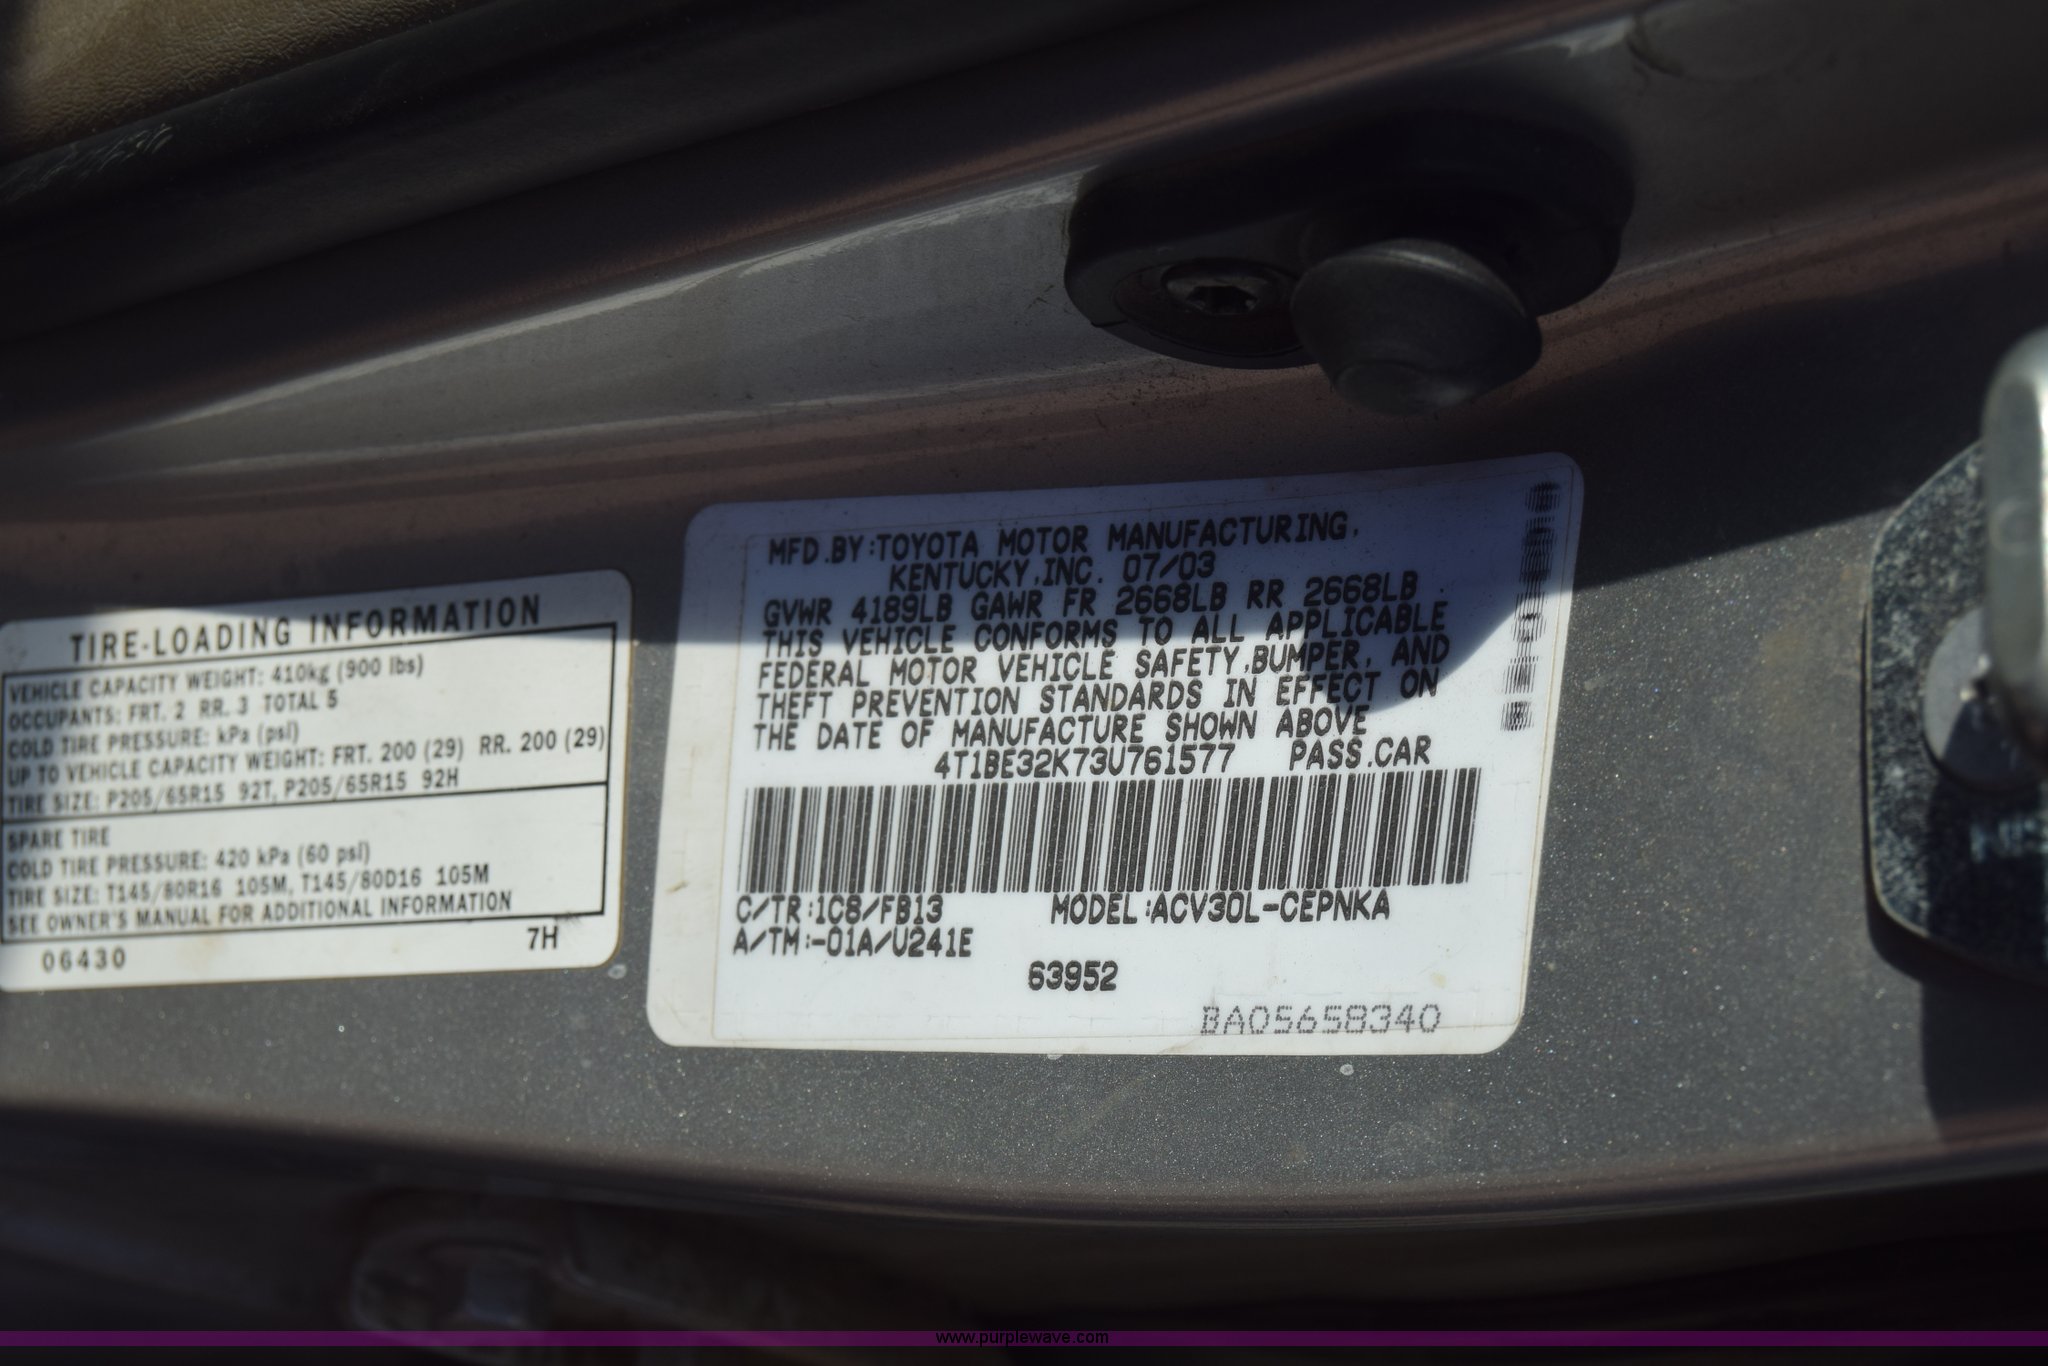 TIRE-LOADING INFORMATION
VEHICLE CAPACITY WEIGHT: 410kg (900 lbs)
OCCUPANTS: FRT. 2 RR. 3 TOTAL 5
COLD TIRE PRESSURE: kPa (psi)
UP TO VEHICLE CAPACITY WEIGHT: FRT. 200 (29) RR. 200 (29)
TIRE SIZE: P205/65R15 92T, P205/65R15 92H
SPARE TIRE
COLD TIRE PRESSURE: 420 kPa (60 psi)
TIRE SIZE: T145/80R16 105M, T145/80D16 105M
SEE OWNER'S MANUAL FOR ADDITIONAL INFORMATION
06430 7H
MFD.BY:TOYOTA MOTOR MANUFACTURING,
KENTUCKY,INC. 07/03
GVWR 4189LB GAWR FR 2668LB RR 2668LB
THIS VEHICLE CONFORMS TO ALL APPLICABLE
FEDERAL MOTOR VEHICLE SAFETY,BUMPER, AND
THEFT PREVENTION STANDARDS IN EFFECT ON
THE DATE OF MANUFACTURE SHOWN ABOVE
4T1BE32K73U761577 PASS.CAR
C/TR:1C8/FB13 MODEL:ACV30L-CEPNKA
A/TM:-01A/U241E
63952
BA05658340
www.purplewave.com